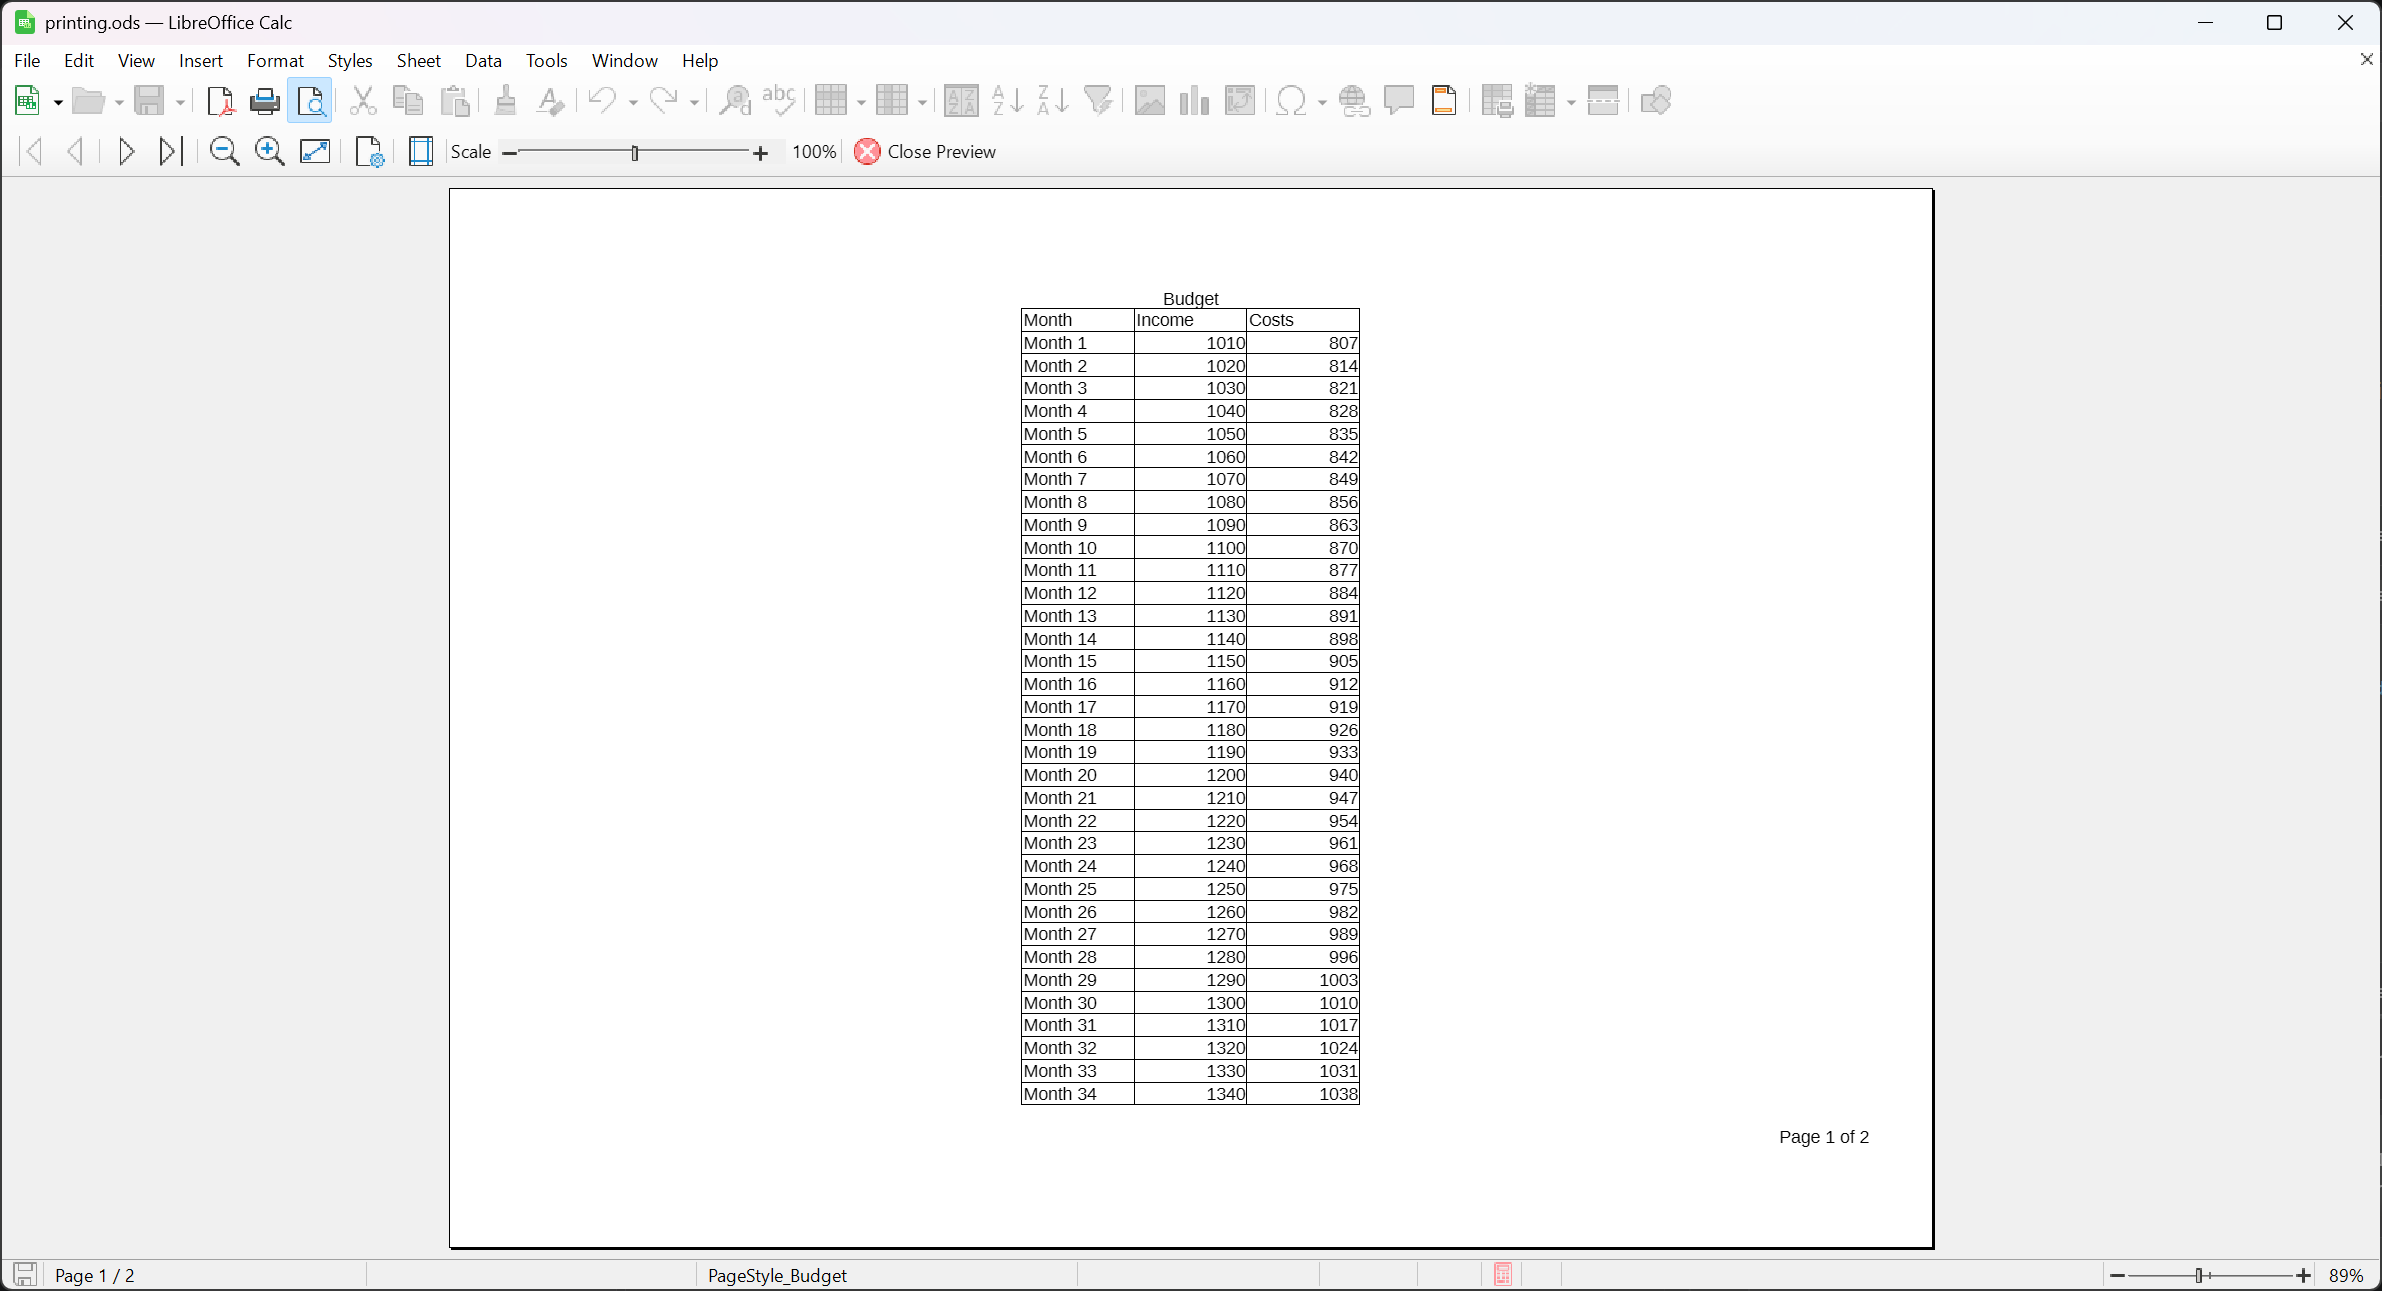 printing.ods — LibreOffice Calc
File Edit View Insert Format Styles Sheet Data Tools Window Help
Scale 100% Close Preview
Budget
Month Income Costs
Month 1 1010 807
Month 2 1020 814
Month 3 1030 821
Month 4 1040 828
Month 5 1050 835
Month 6 1060 842
Month 7 1070 849
Month 8 1080 856
Month 9 1090 863
Month 10 1100 870
Month 11 1110 877
Month 12 1120 884
Month 13 1130 891
Month 14 1140 898
Month 15 1150 905
Month 16 1160 912
Month 17 1170 919
Month 18 1180 926
Month 19 1190 933
Month 20 1200 940
Month 21 1210 947
Month 22 1220 954
Month 23 1230 961
Month 24 1240 968
Month 25 1250 975
Month 26 1260 982
Month 27 1270 989
Month 28 1280 996
Month 29 1290 1003
Month 30 1300 1010
Month 31 1310 1017
Month 32 1320 1024
Month 33 1330 1031
Month 34 1340 1038
Page 1 of 2
Page 1 / 2 PageStyle_Budget 89%